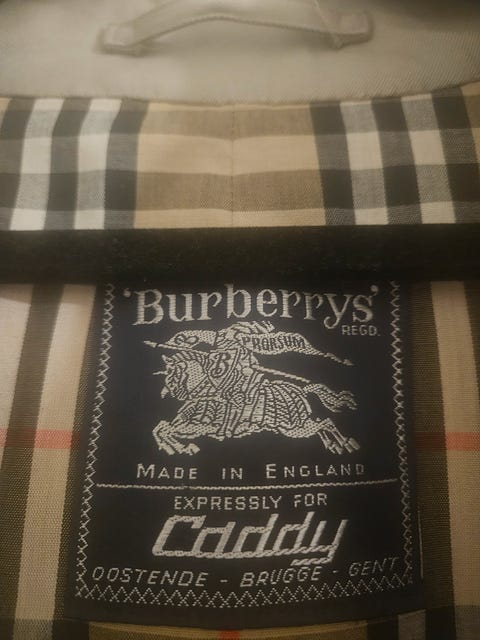 'Burberrys'
REGD.
PRORSUM
B
MADE IN ENGLAND
EXPRESSLY FOR
Caddy
OOSTENDE - BRUGGE - GENT